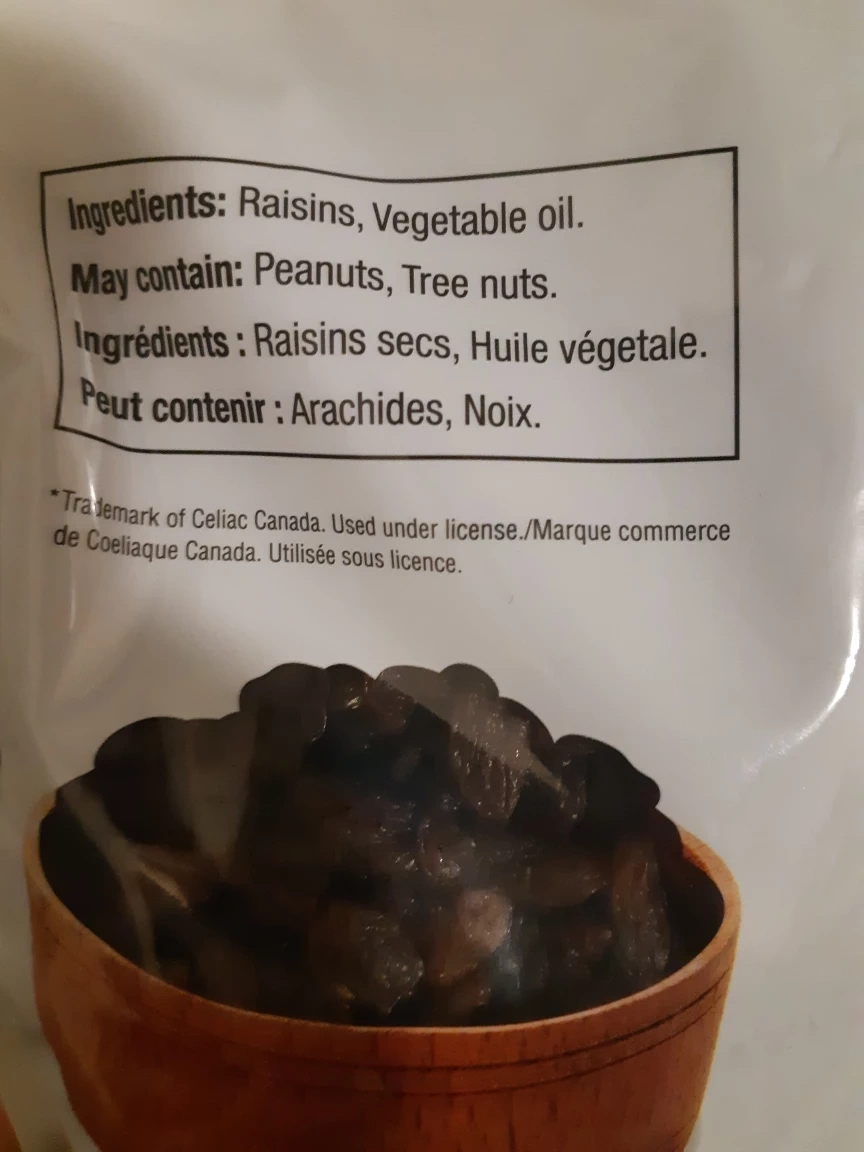 Ingredients: Raisins, Vegetable oil.
May contain: Peanuts, Tree nuts.
Ingrédients : Raisins secs, Huile végetale.
Peut contenir : Arachides, Noix.
*Trademark of Celiac Canada. Used under license./Marque commerce
de Coeliaque Canada. Utilisée sous licence.